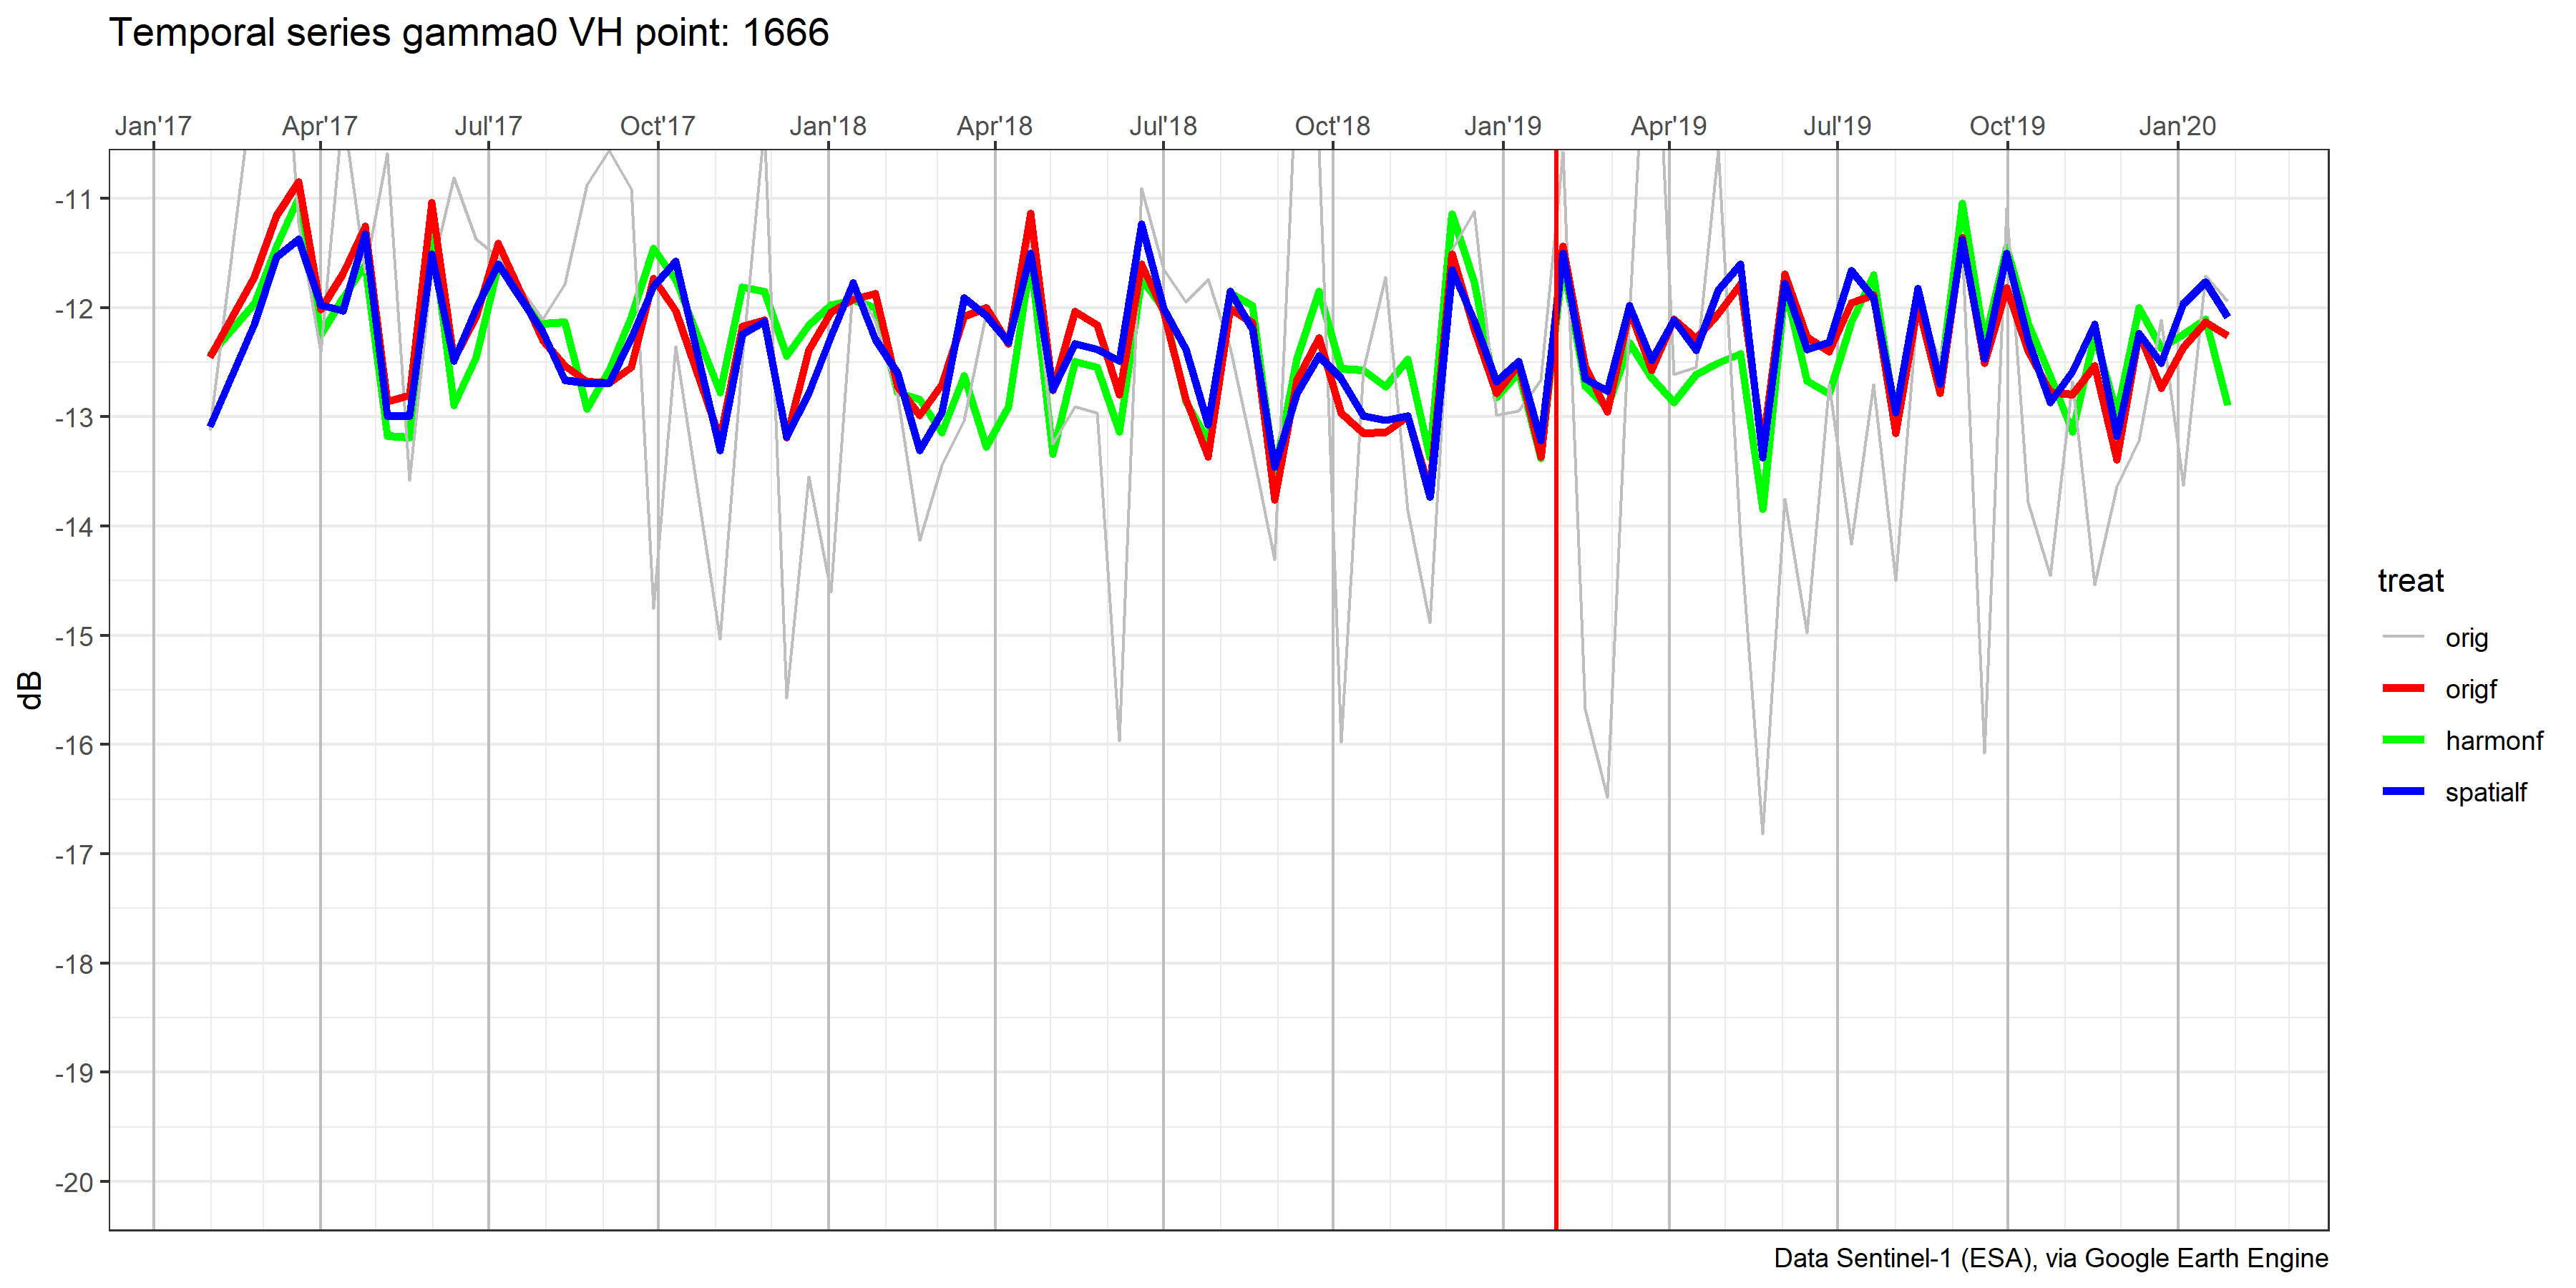 Temporal series gamma0 VH point: 1666
Jan'17 Apr'17 Jul'17 Oct'17 Jan'18 Apr'18 Jul'18 Oct'18 Jan'19 Apr'19 Jul'19 Oct'19 Jan'20
-11
-12
-13
-14
-15
-16
-17
-18
-19
-20
dB
treat
orig
origf
harmonf
spatialf
Data Sentinel-1 (ESA), via Google Earth Engine